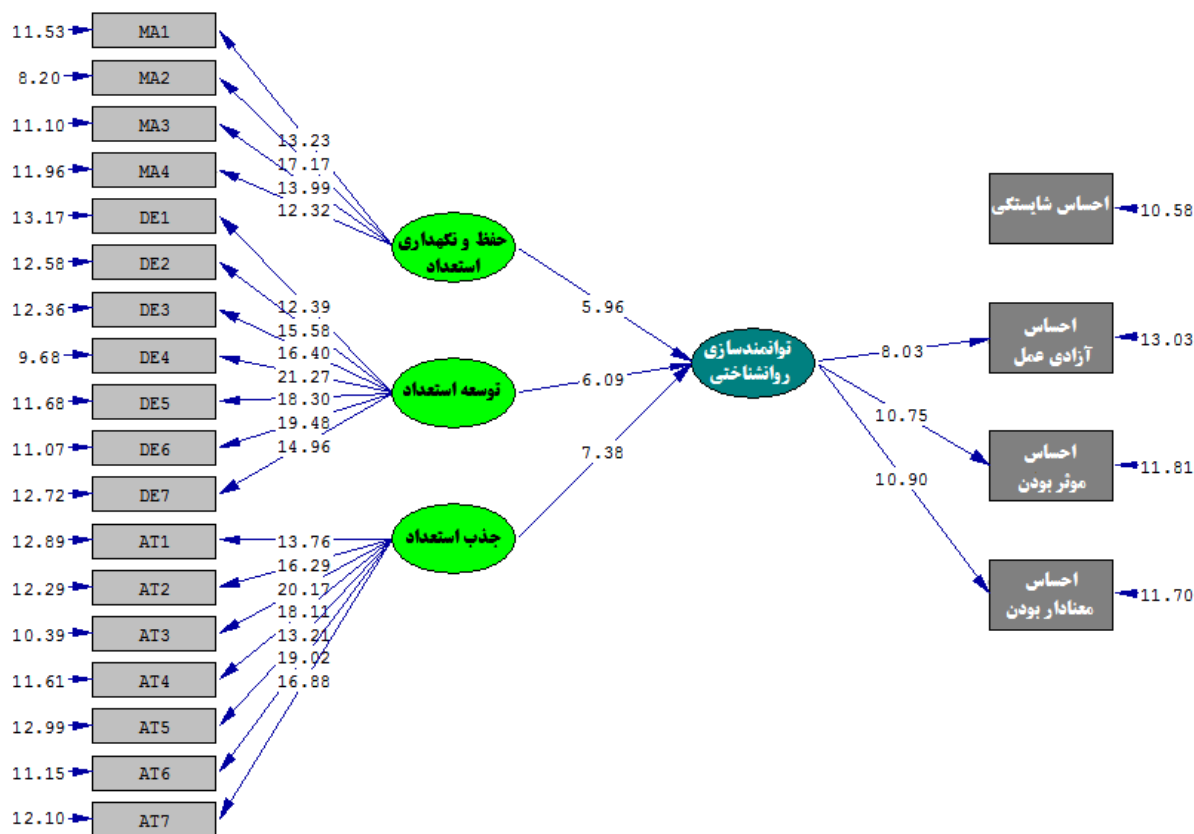 11.53
MA1
8.20
MA2
11.10
MA3
11.96
MA4
13.17
DE1
12.58
DE2
12.36
DE3
9.68
DE4
11.68
DE5
11.07
DE6
12.72
DE7
12.89
AT1
12.29
AT2
10.39
AT3
11.61
AT4
12.99
AT5
11.15
AT6
12.10
AT7
13.23
17.17
13.99
12.32
12.39
15.58
16.40
21.27
18.30
19.48
14.96
13.76
16.29
20.17
18.11
13.21
19.02
16.88
حفظ و نگهداری
استعداد
توسعه استعداد
جذب استعداد
5.96
6.09
7.38
توانمندسازی
روانشناختی
8.03
10.75
10.90
احساس شایستگی
10.58
احساس
آزادی عمل
13.03
احساس
موثر بودن
11.81
احساس
معنادار بودن
11.70